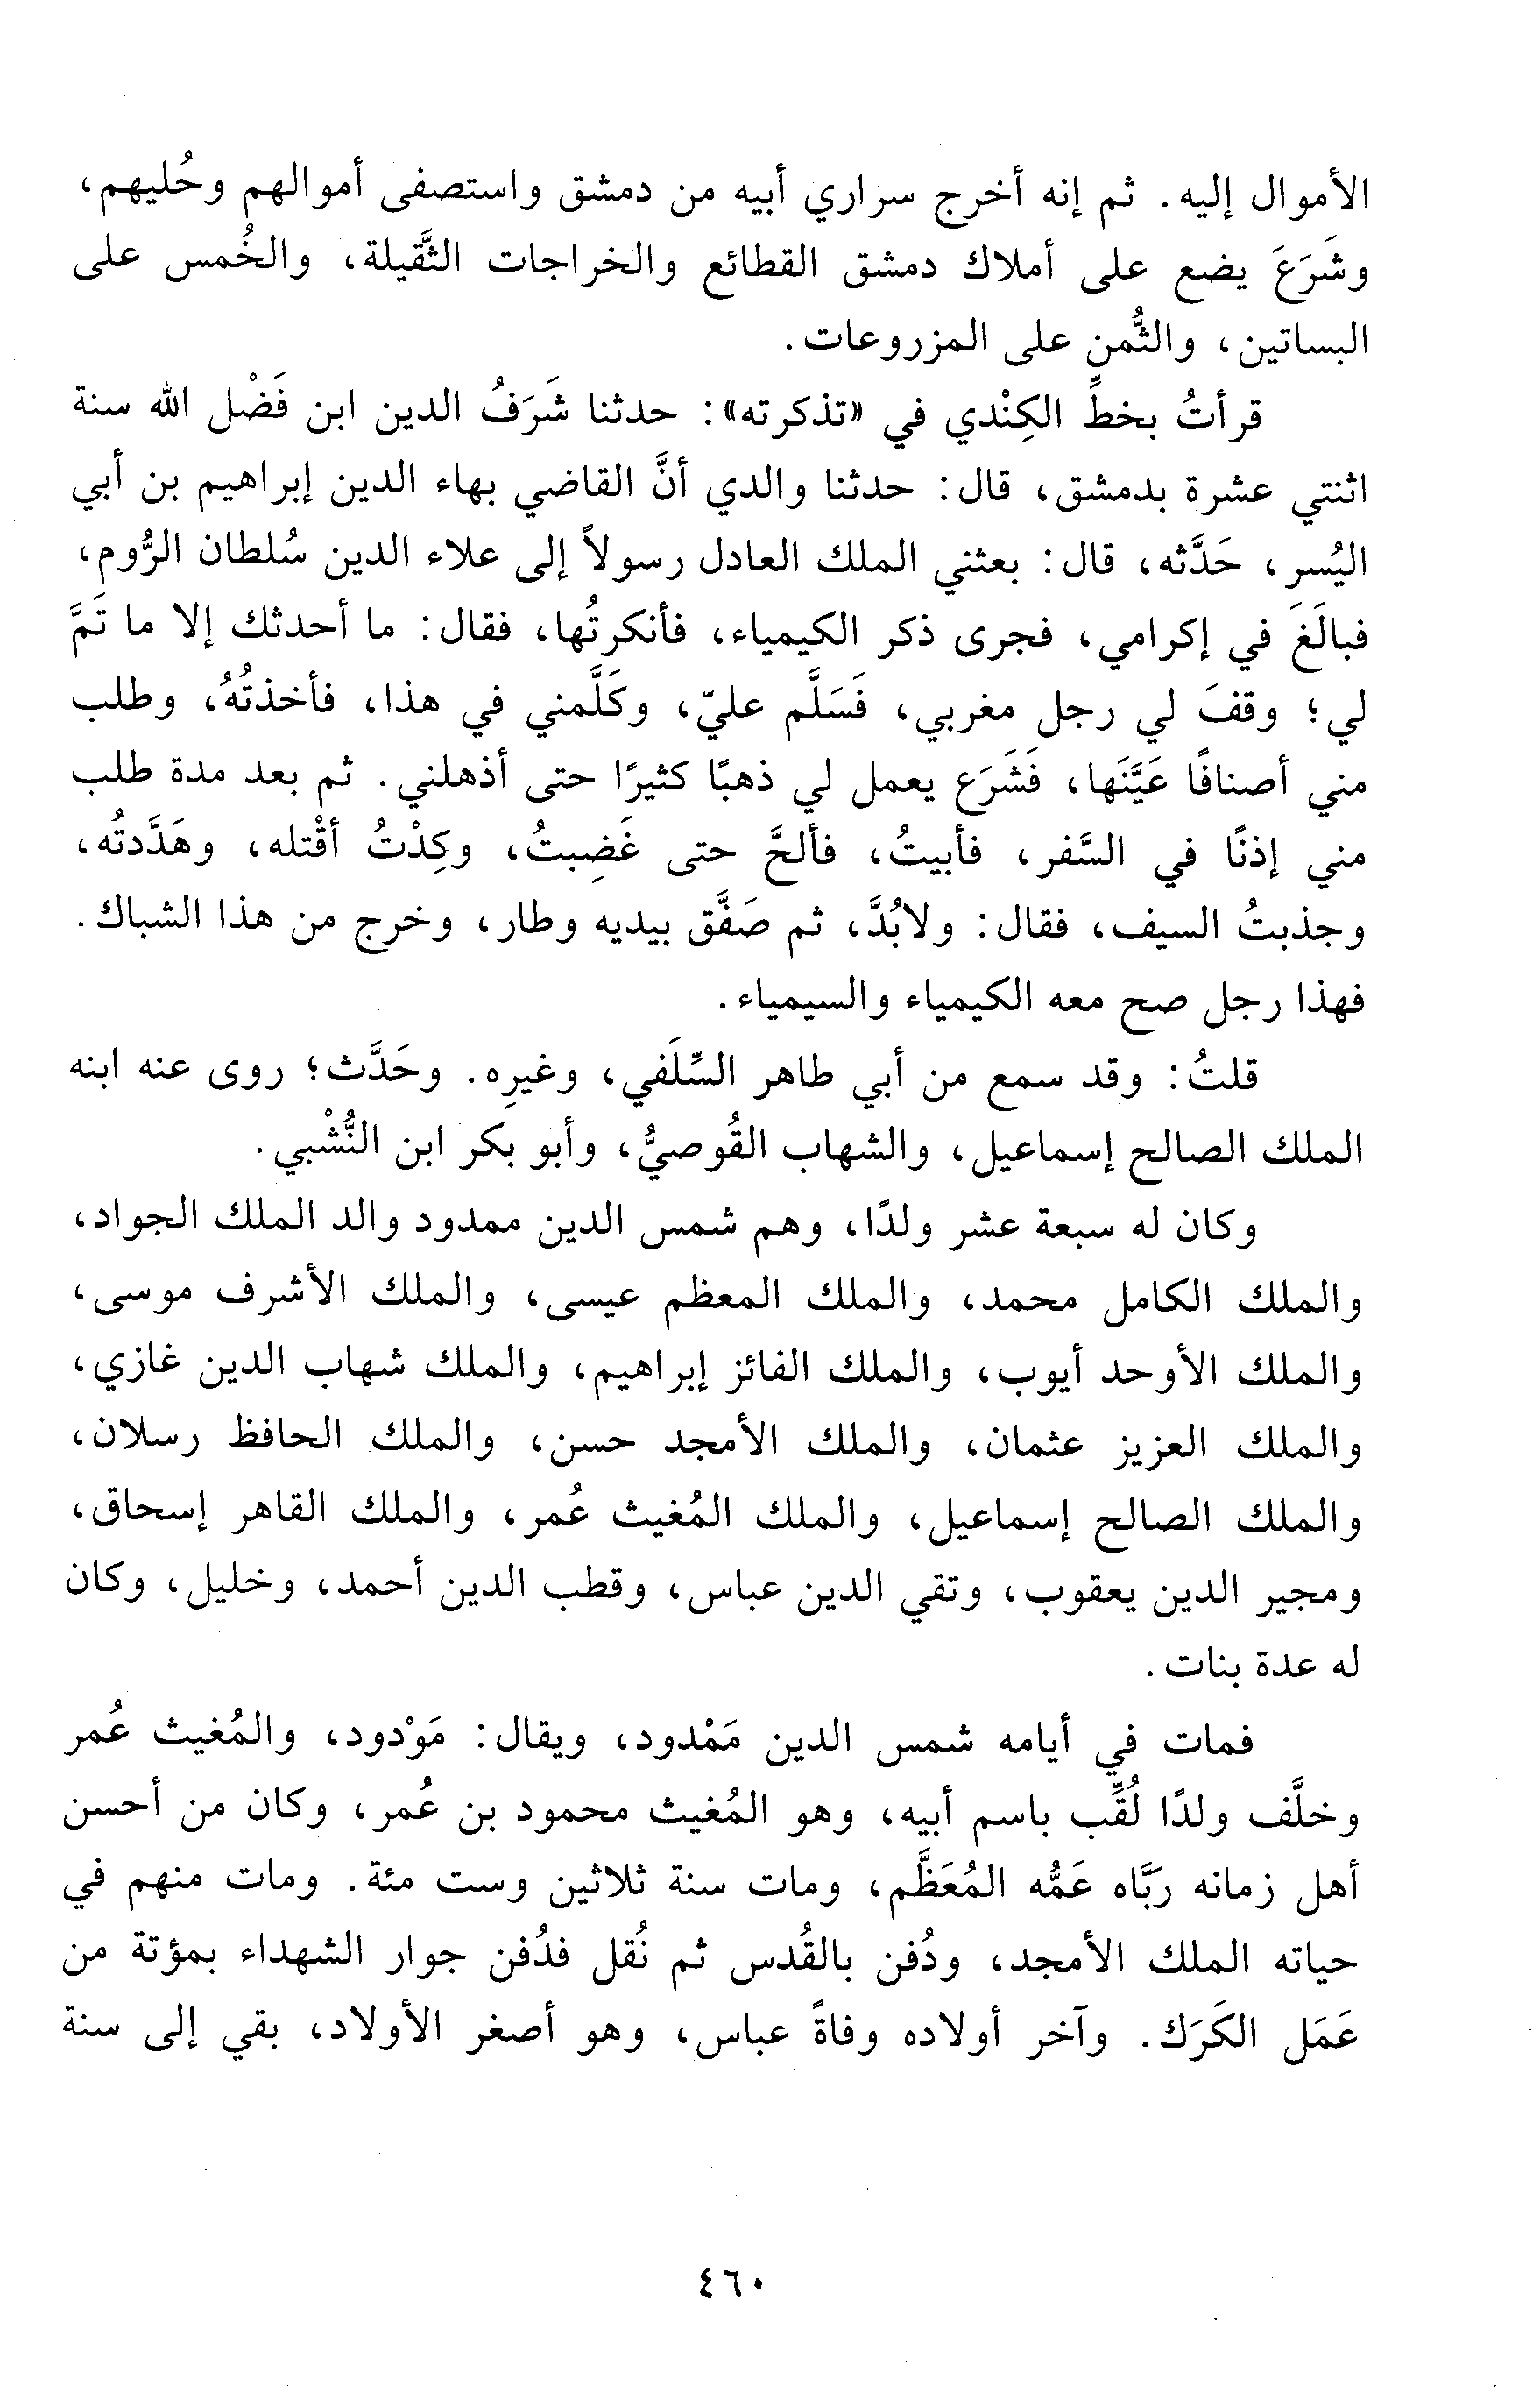 الأموال إليه. ثم إنه أخرج سراري أبيه من دمشق واستصفى أموالهم وحُليهم،
وشَرَعَ يضع على أملاك دمشق القطائع والخراجات الثَّقيلة، والخُمس على
البساتين، والثُّمن على المزروعات.
قرأتُ بخطِّ الكِنْدي في «تذكرته»: حدثنا شَرَفُ الدين ابن فَضْل الله سنة
اثنتي عشرة بدمشق، قال: حدثنا والدي أنَّ القاضي بهاء الدين إبراهيم بن أبي
اليُسر، حَدَّثه، قال: بعثني الملك العادل رسولاً إلى علاء الدين سُلطان الرُّوم،
فبالَغَ في إكرامي، فجرى ذكر الكيمياء، فأنكرتُها، فقال: ما أحدثك إلا ما تَمَّ
لي؛ وقفَ لي رجل مغربي، فَسَلَّم عليّ، وكَلَّمني في هذا، فأخذتُهُ، وطلب
مني أصنافًا عَيَّنَها، فَشَرَع يعمل لي ذهبًا كثيرًا حتى أذهلني. ثم بعد مدة طلب
مني إذنًا في السَّفر، فأبيتُ، فألحَّ حتى غَضِبتُ، وكِدْتُ أقْتله، وهَدَّدتُه،
وجذبتُ السيف، فقال: ولابُدَّ، ثم صَفَّق بيديه وطار، وخرج من هذا الشباك.
فهذا رجل صح معه الكيمياء والسيمياء.
قلتُ: وقد سمع من أبي طاهر السِّلَفي، وغيرِه. وحَدَّث؛ روى عنه ابنه
الملك الصالح إسماعيل، والشهاب القُوصيُّ، وأبو بكر ابن النُّشْبي.
وكان له سبعة عشر ولدًا، وهم شمس الدين ممدود والد الملك الجواد،
والملك الكامل محمد، والملك المعظم عيسى، والملك الأشرف موسى،
والملك الأوحد أيوب، والملك الفائز إبراهيم، والملك شهاب الدين غازي،
والملك العزيز عثمان، والملك الأمجد حسن، والملك الحافظ رسلان،
والملك الصالح إسماعيل، والملك المُغيث عُمر، والملك القاهر إسحاق،
ومجير الدين يعقوب، وتقي الدين عباس، وقطب الدين أحمد، وخليل، وكان
له عدة بنات.
فمات في أيامه شمس الدين مَمْدود، ويقال: مَوْدود، والمُغيث عُمر
وخلَّف ولدًا لُقِّب باسم أبيه، وهو المُغيث محمود بن عُمر، وكان من أحسن
أهل زمانه ربَّاه عَمُّه المُعَظَّم، ومات سنة ثلاثين وست مئة. ومات منهم في
حياته الملك الأمجد، ودُفن بالقُدس ثم نُقل فدُفن جوار الشهداء بمؤتة من
عَمَل الكَرَك. وآخر أولاده وفاةً عباس، وهو أصغر الأولاد، بقي إلى سنة
٤٦٠